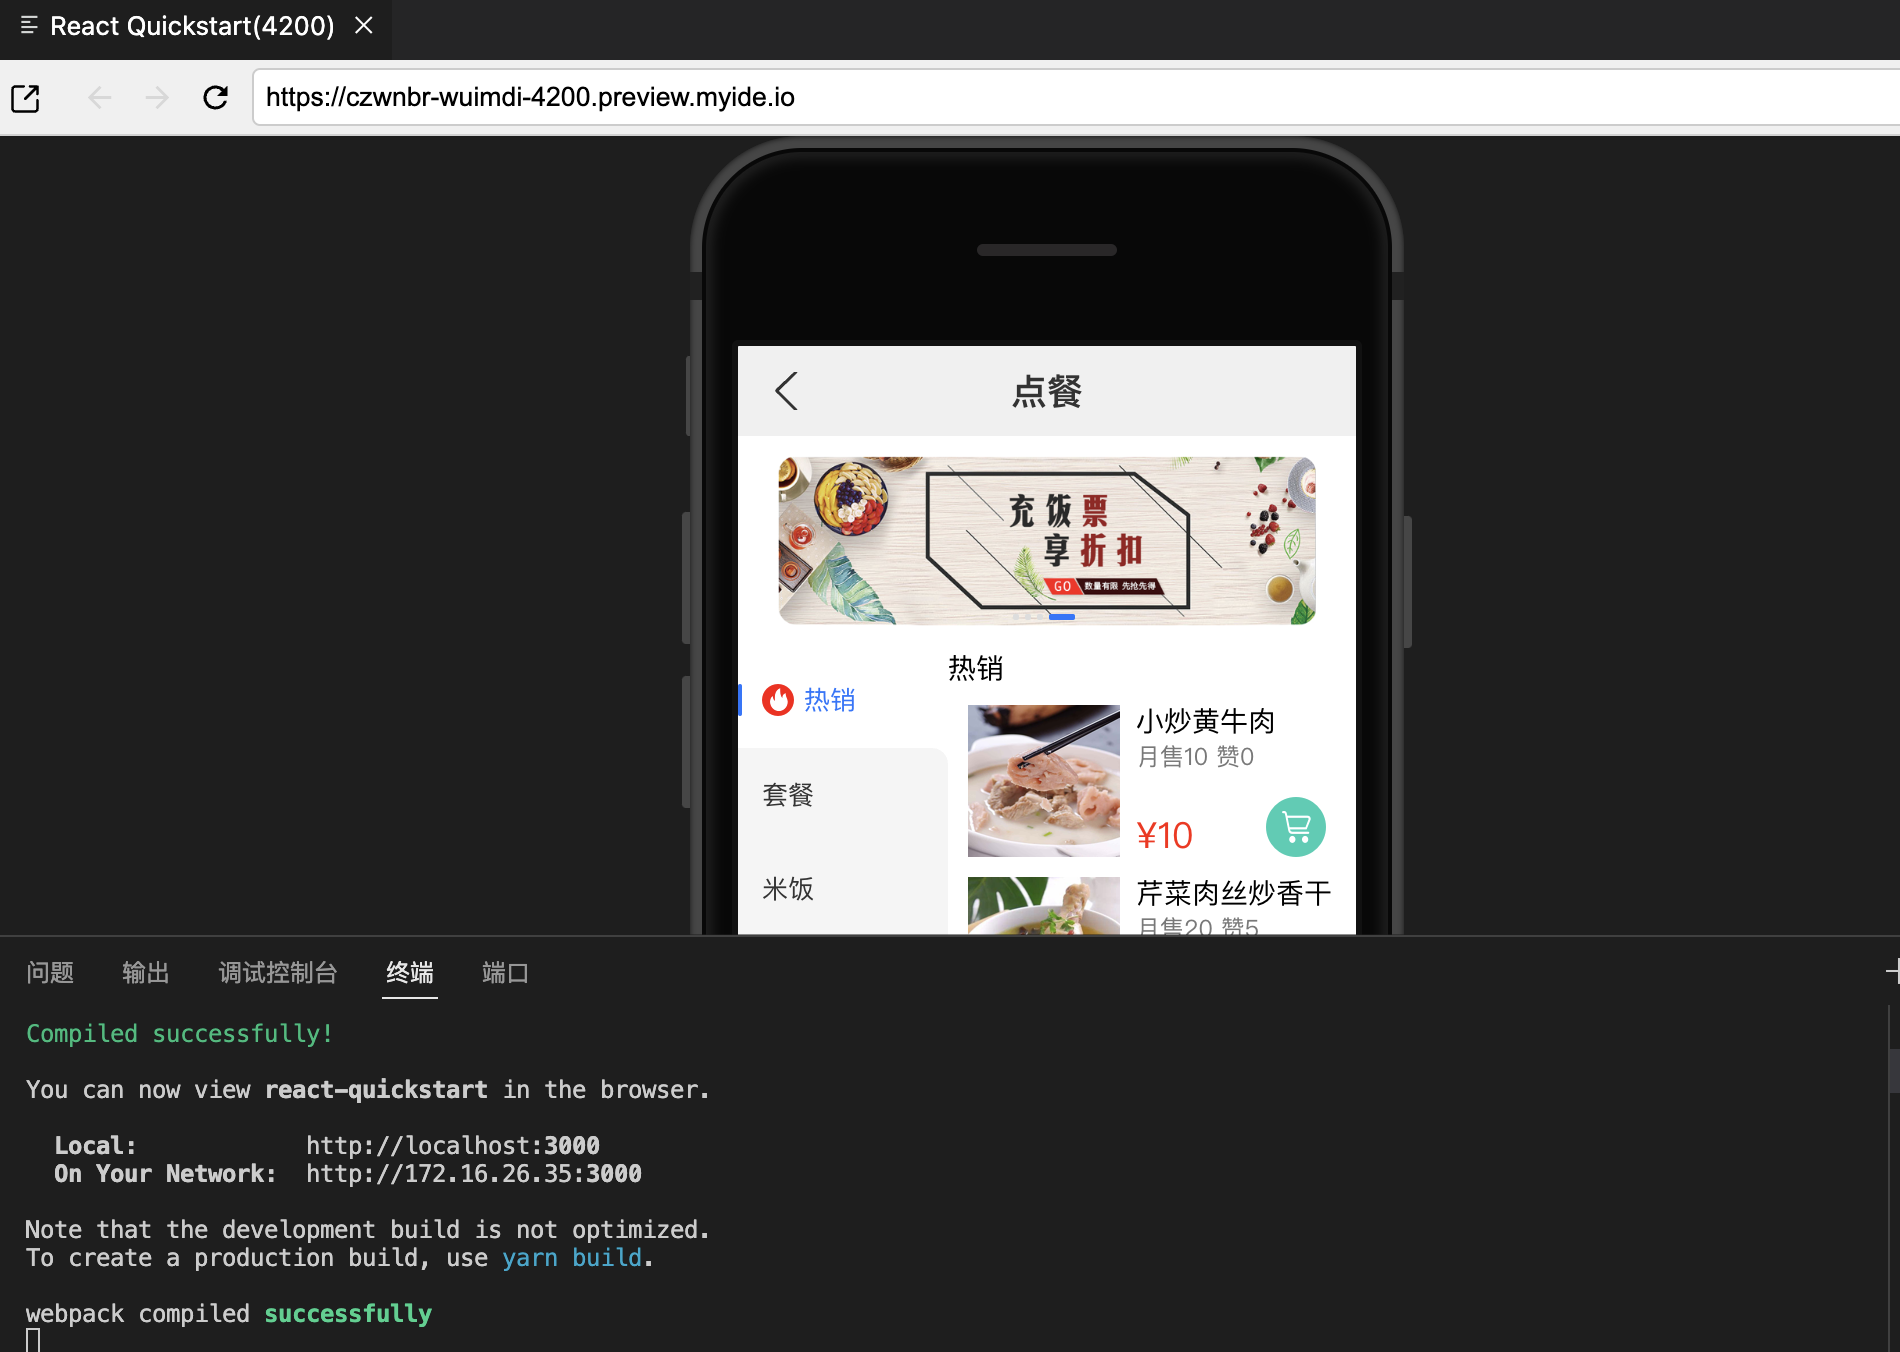 React Quickstart(4200)
https://czwnbr-wuimdi-4200.preview.myide.io
点餐
充饭票
享折扣
GO 数量有限 先抢先得
热销
热销
小炒黄牛肉
月售10 赞0
¥10
套餐
米饭
芹菜肉丝炒香干
月售20 赞5
问题 输出 调试控制台 终端 端口
Compiled successfully!
You can now view react-quickstart in the browser.
Local: http://localhost:3000
On Your Network: http://172.16.26.35:3000
Note that the development build is not optimized.
To create a production build, use yarn build.
webpack compiled successfully